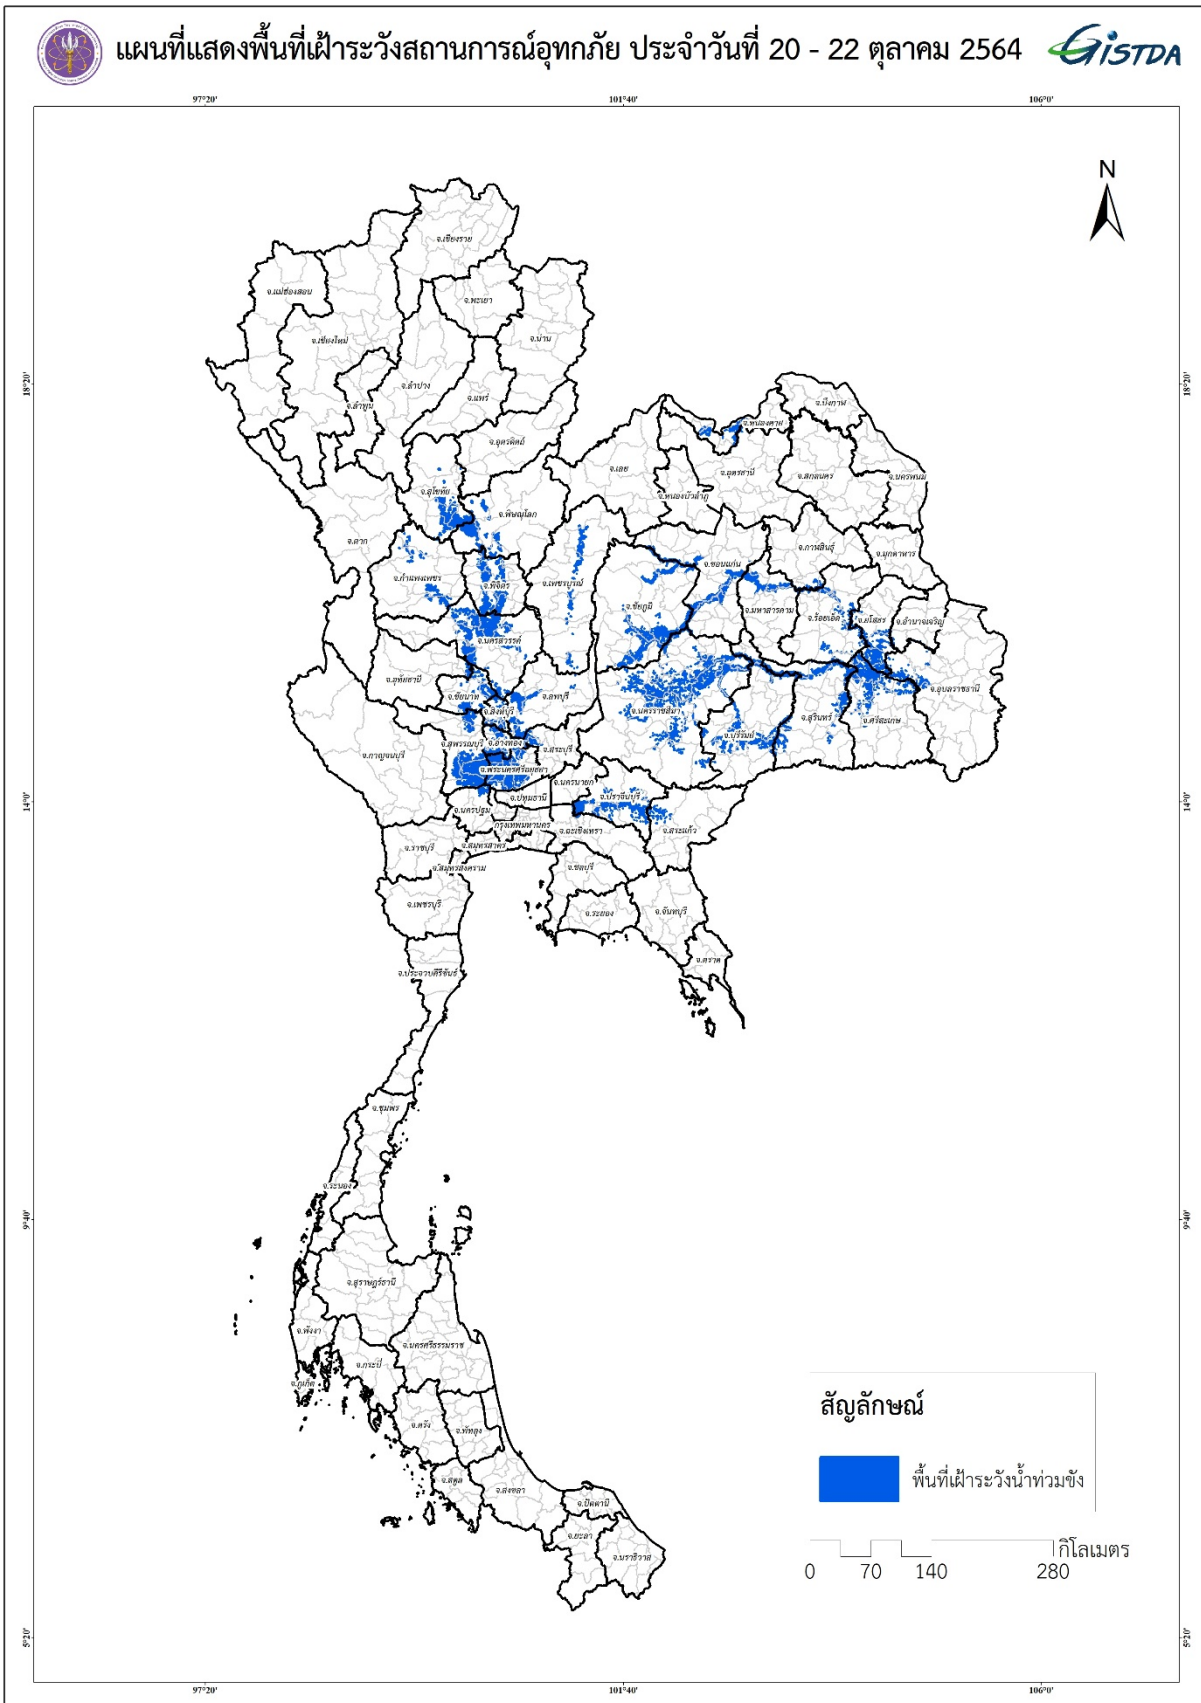 แผนที่แสดงพื้นที่เฝ้าระวังสถานการณ์อุทกภัย ประจำวันที่ 20 - 22 ตุลาคม 2564
GISTDA
97°20'
101°40'
106°0'
N
จ.เชียงราย
จ.แม่ฮ่องสอน
จ.พะเยา
จ.น่าน
จ.เชียงใหม่
18°20'
18°20'
จ.ลำปาง
จ.แพร่
จ.ลำพูน
จ.บึงกาฬ
จ.หนองคาย
จ.อุตรดิตถ์
จ.เลย
จ.อุดรธานี
จ.สกลนคร
จ.นครพนม
จ.สุโขทัย
จ.หนองบัวลำภู
จ.พิษณุโลก
จ.ตาก
จ.กาฬสินธุ์
จ.มุกดาหาร
จ.ขอนแก่น
จ.กำแพงเพชร
จ.พิจิตร
จ.เพชรบูรณ์
จ.ชัยภูมิ
จ.มหาสารคาม
จ.ร้อยเอ็ด
จ.ยโสธร
จ.อำนาจเจริญ
จ.นครสวรรค์
จ.อุทัยธานี
จ.ชัยนาท
จ.ลพบุรี
จ.อุบลราชธานี
จ.สิงห์บุรี
จ.นครราชสีมา
จ.สุรินทร์
จ.ศรีสะเกษ
จ.บุรีรัมย์
จ.สุพรรณบุรี
จ.อ่างทอง
จ.สระบุรี
จ.กาญจนบุรี
จ.พระนครศรีอยุธยา
จ.นครนายก
จ.ปทุมธานี
จ.ปราจีนบุรี
14°0'
14°0'
จ.นครปฐม
กรุงเทพมหานคร
จ.ฉะเชิงเทรา
จ.สระแก้ว
จ.ราชบุรี
จ.สมุทรสาคร
จ.สมุทรสงคราม
จ.ชลบุรี
จ.เพชรบุรี
จ.ระยอง
จ.จันทบุรี
จ.ตราด
จ.ประจวบคีรีขันธ์
จ.ชุมพร
จ.ระนอง
9°40'
9°40'
จ.สุราษฎร์ธานี
จ.พังงา
จ.นครศรีธรรมราช
จ.กระบี่
จ.ภูเก็ต
จ.ตรัง
จ.พัทลุง
จ.สตูล
จ.สงขลา
จ.ปัตตานี
จ.ยะลา
จ.นราธิวาส
สัญลักษณ์
พื้นที่เฝ้าระวังน้ำท่วมขัง
กิโลเมตร
0 70 140 280
5°20'
5°20'
97°20'
101°40'
106°0'